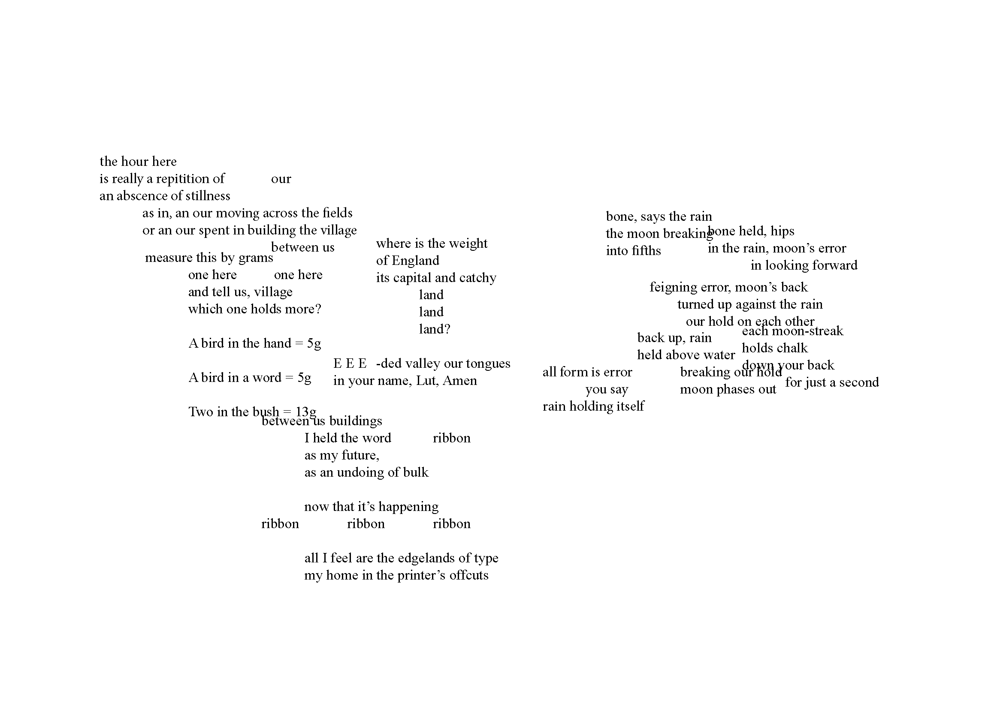 the hour here
is really a repitition of our
an abscence of stillness
as in, an our moving across the fields
or an our spent in building the village
between us
measure this by grams
one here one here
and tell us, village
which one holds more?
A bird in the hand = 5g
A bird in a word = 5g
Two in the bush = 13g
where is the weight
of England
its capital and catchy
land
land
land?
E E E -ded valley our tongues
in your name, Lut, Amen
between us buildings
I held the word ribbon
as my future,
as an undoing of bulk
now that it’s happening
ribbon ribbon ribbon
all I feel are the edgelands of type
my home in the printer’s offcuts
bone, says the rain
the moon breaking
into fifths
bone held, hips
in the rain, moon’s error
in looking forward
feigning error, moon’s back
turned up against the rain
our hold on each other
each moon-streak
holds chalk
down your back
for just a second
back up, rain
held above water
breaking our hold
moon phases out
all form is error
you say
rain holding itself